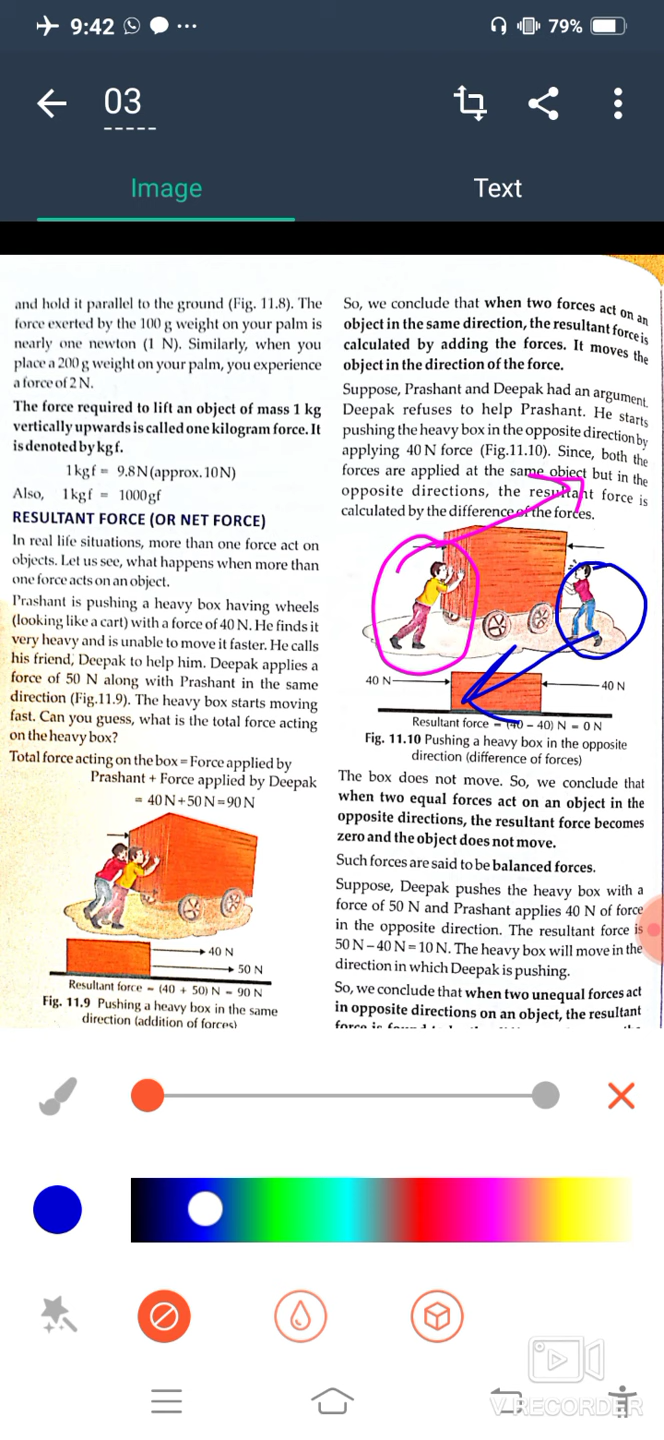 9:42
79%
03
Image
Text
and hold it parallel to the ground (Fig. 11.8). The
force exerted by the 100 g weight on your palm is
nearly one newton (1 N). Similarly, when you
place a 200 g weight on your palm, you experience
a force of 2 N.
The force required to lift an object of mass 1 kg
vertically upwards is called one kilogram force. It
is denoted by kg f.
1 kg f = 9.8 N (approx. 10 N)
Also, 1 kg f = 1000 gf
RESULTANT FORCE (OR NET FORCE)
In real life situations, more than one force act on
objects. Let us see, what happens when more than
one force acts on an object.
Prashant is pushing a heavy box having wheels
(looking like a cart) with a force of 40 N. He finds it
very heavy and is unable to move it faster. He calls
his friend, Deepak to help him. Deepak applies a
force of 50 N along with Prashant in the same
direction (Fig.11.9). The heavy box starts moving
fast. Can you guess, what is the total force acting
on the heavy box?
Total force acting on the box = Force applied by
Prashant + Force applied by Deepak
= 40 N + 50 N = 90 N
40 N
50 N
Resultant force = (40 + 50) N = 90 N
Fig. 11.9 Pushing a heavy box in the same
direction (addition of forces)
So, we conclude that when two forces act on an
object in the same direction, the resultant force is
calculated by adding the forces. It moves the
object in the direction of the force.
Suppose, Prashant and Deepak had an argument.
Deepak refuses to help Prashant. He starts
pushing the heavy box in the opposite direction by
applying 40 N force (Fig.11.10). Since, both the
forces are applied at the same object but in the
opposite directions, the resultant force is
calculated by the difference of the forces.
40 N
40 N
Resultant force = (40 - 40) N = 0 N
Fig. 11.10 Pushing a heavy box in the opposite
direction (difference of forces)
The box does not move. So, we conclude that
when two equal forces act on an object in the
opposite directions, the resultant force becomes
zero and the object does not move.
Such forces are said to be balanced forces.
Suppose, Deepak pushes the heavy box with a
force of 50 N and Prashant applies 40 N of force
in the opposite direction. The resultant force is
50 N – 40 N = 10 N. The heavy box will move in the
direction in which Deepak is pushing.
So, we conclude that when two unequal forces act
in opposite directions on an object, the resultant
force is
V RECORDER